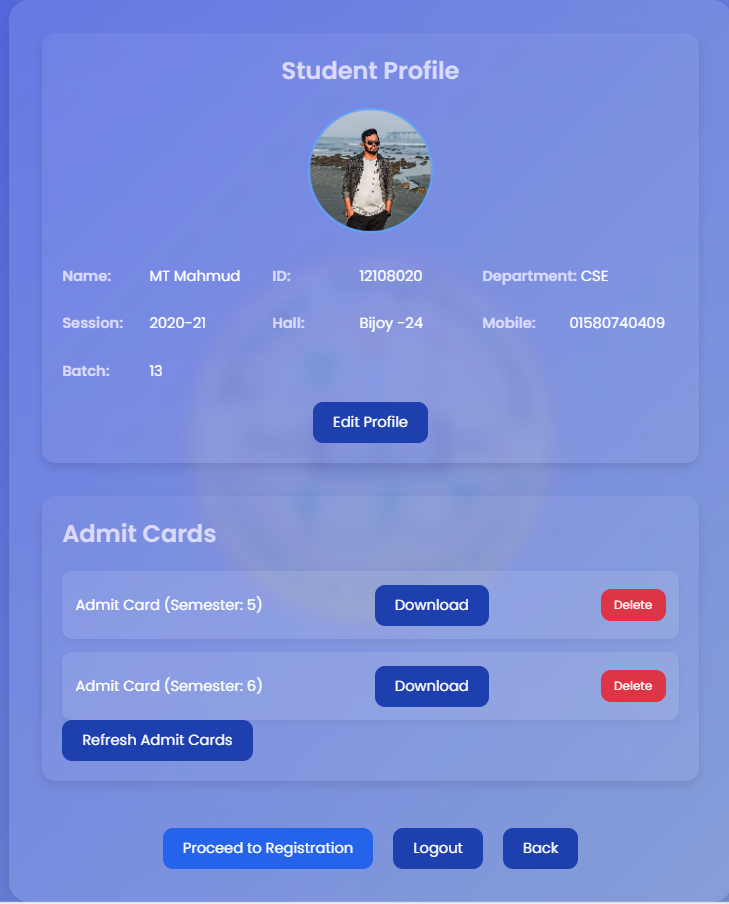 Student Profile
Name: MT Mahmud ID: 12108020 Department: CSE
Session: 2020-21 Hall: Bijoy -24 Mobile: 01580740409
Batch: 13
Edit Profile
Admit Cards
Admit Card (Semester: 5) Download Delete
Admit Card (Semester: 6) Download Delete
Refresh Admit Cards
Proceed to Registration Logout Back